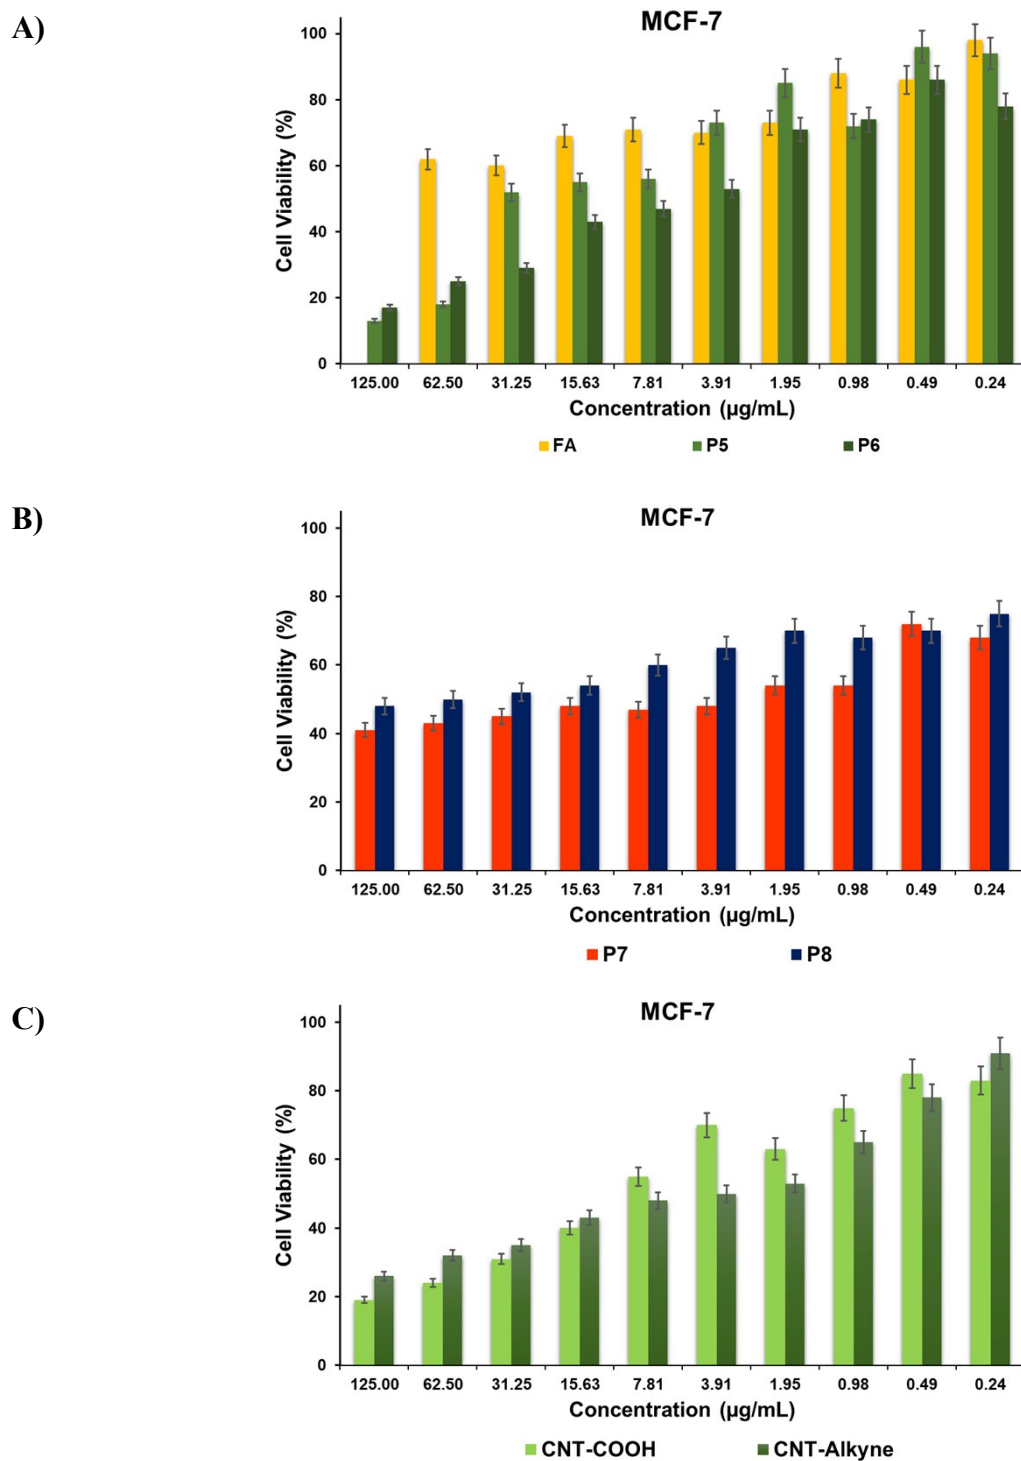 A)
MCF-7
Cell Viability (%)
100
80
60
40
20
0
125.00 62.50 31.25 15.63 7.81 3.91 1.95 0.98 0.49 0.24
Concentration (µg/mL)
FA P5 P6
B)
MCF-7
Cell Viability (%)
100
80
60
40
20
0
125.00 62.50 31.25 15.63 7.81 3.91 1.95 0.98 0.49 0.24
Concentration (µg/mL)
P7 P8
C)
MCF-7
Cell Viability (%)
100
80
60
40
20
0
125.00 62.50 31.25 15.63 7.81 3.91 1.95 0.98 0.49 0.24
Concentration (µg/mL)
CNT-COOH CNT-Alkyne